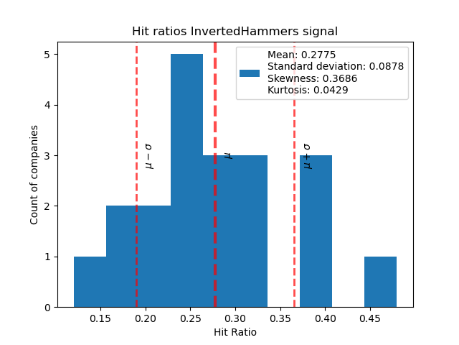 Hit ratios InvertedHammers signal
Mean: 0.2775
Standard deviation: 0.0878
Skewness: 0.3686
Kurtosis: 0.0429
5
4
3
2
1
0
Count of companies
μ − σ
μ
μ + σ
0.15 0.20 0.25 0.30 0.35 0.40 0.45
Hit Ratio